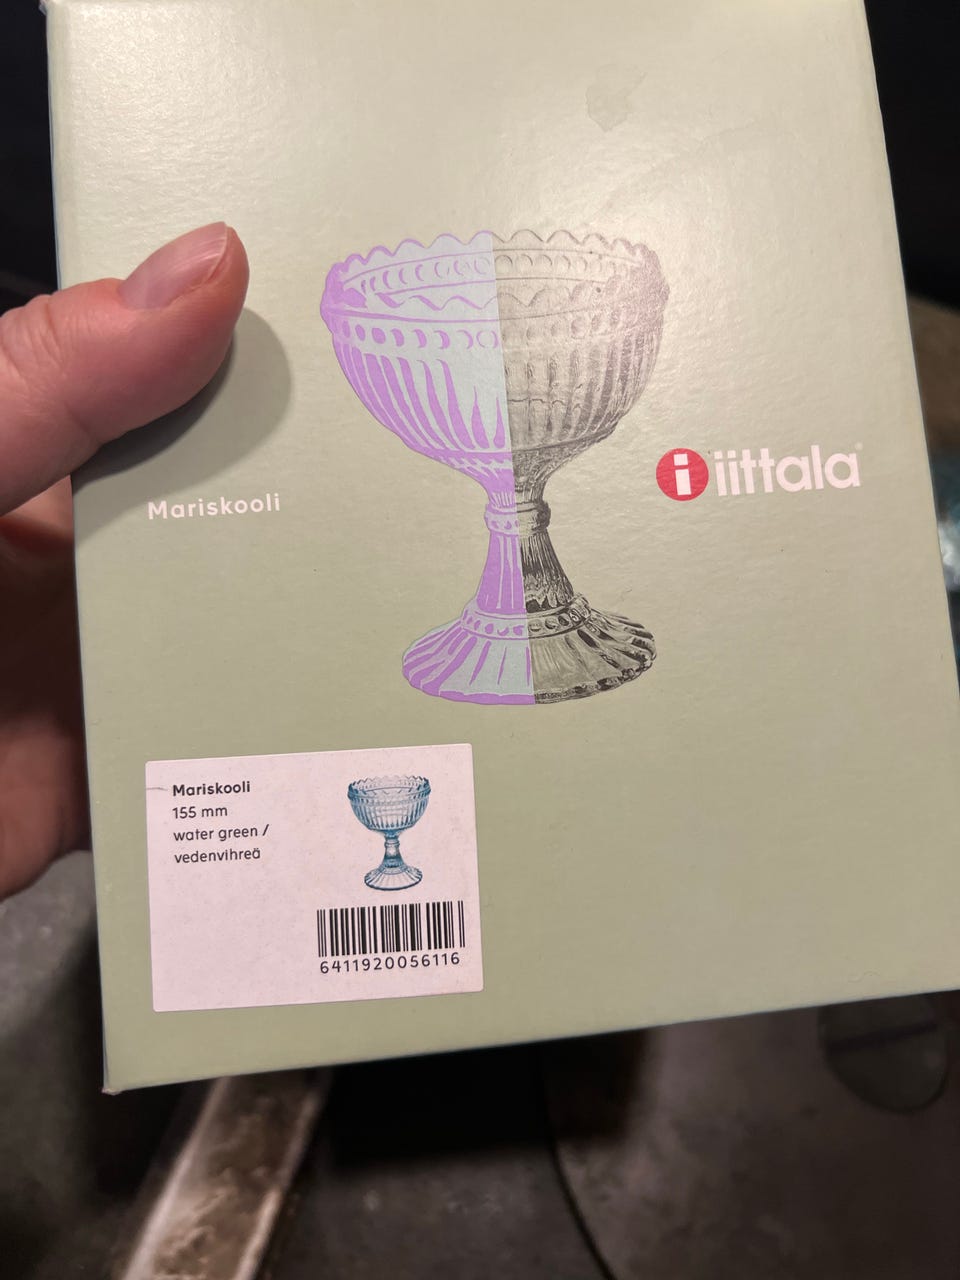 Mariskooli
iittala
Mariskooli
155 mm
water green /
vedenvihreä
6411920056116